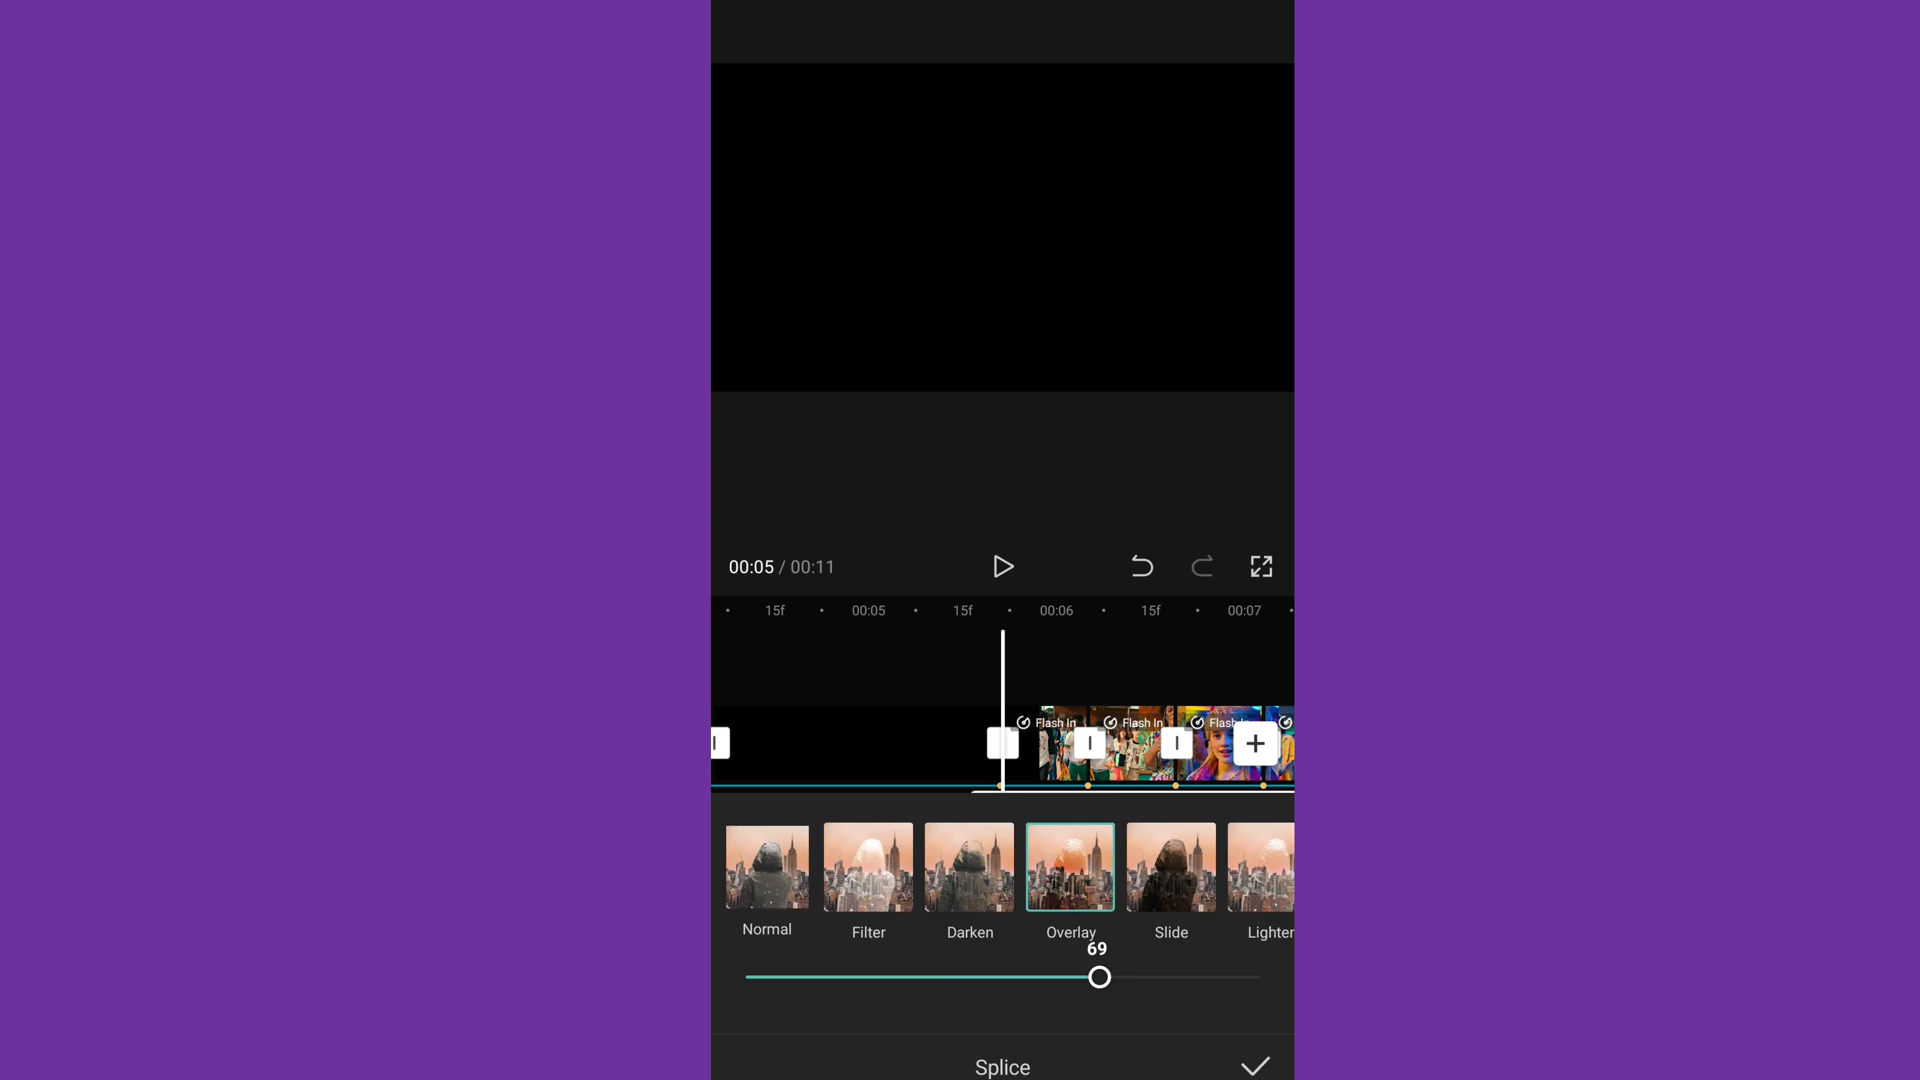 00:05 / 00:11
15f 00:05 15f 00:06 15f 00:07
Flash In Flash In Flash
Normal Filter Darken Overlay Slide Lighten
69
Splice